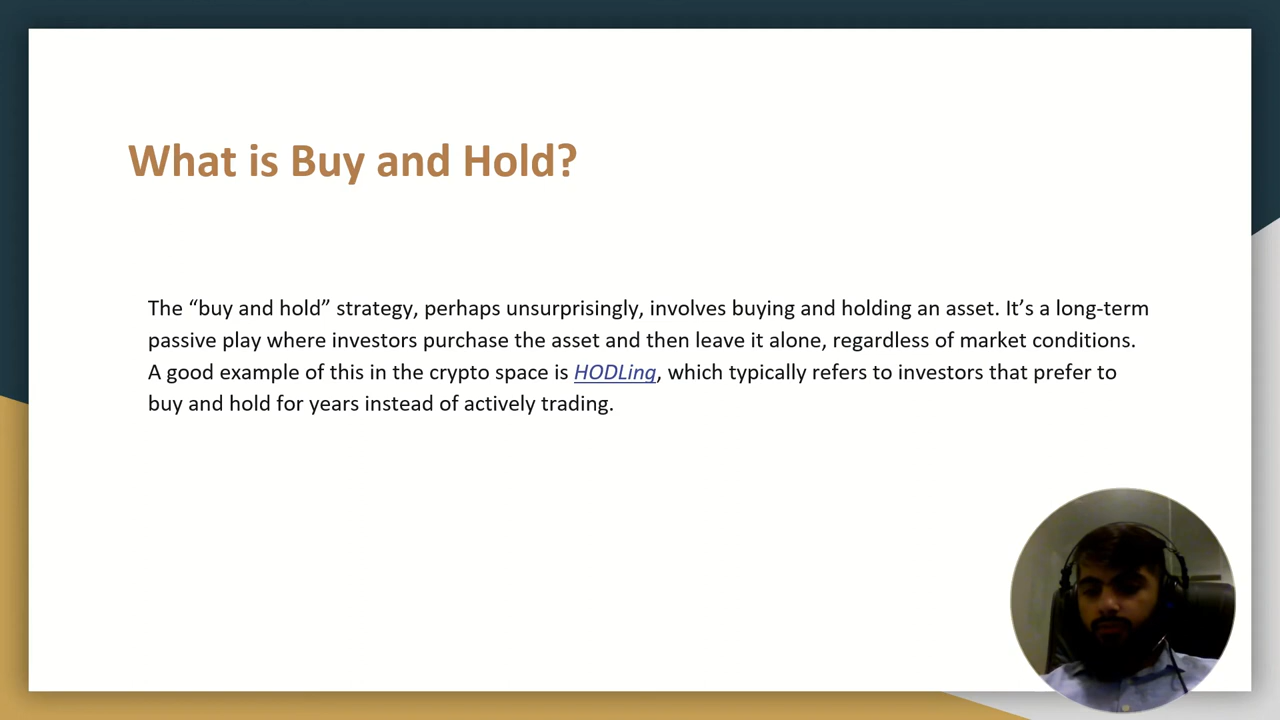 What is Buy and Hold?
The “buy and hold” strategy, perhaps unsurprisingly, involves buying and holding an asset. It’s a long-term
passive play where investors purchase the asset and then leave it alone, regardless of market conditions.
A good example of this in the crypto space is HODLing, which typically refers to investors that prefer to
buy and hold for years instead of actively trading.